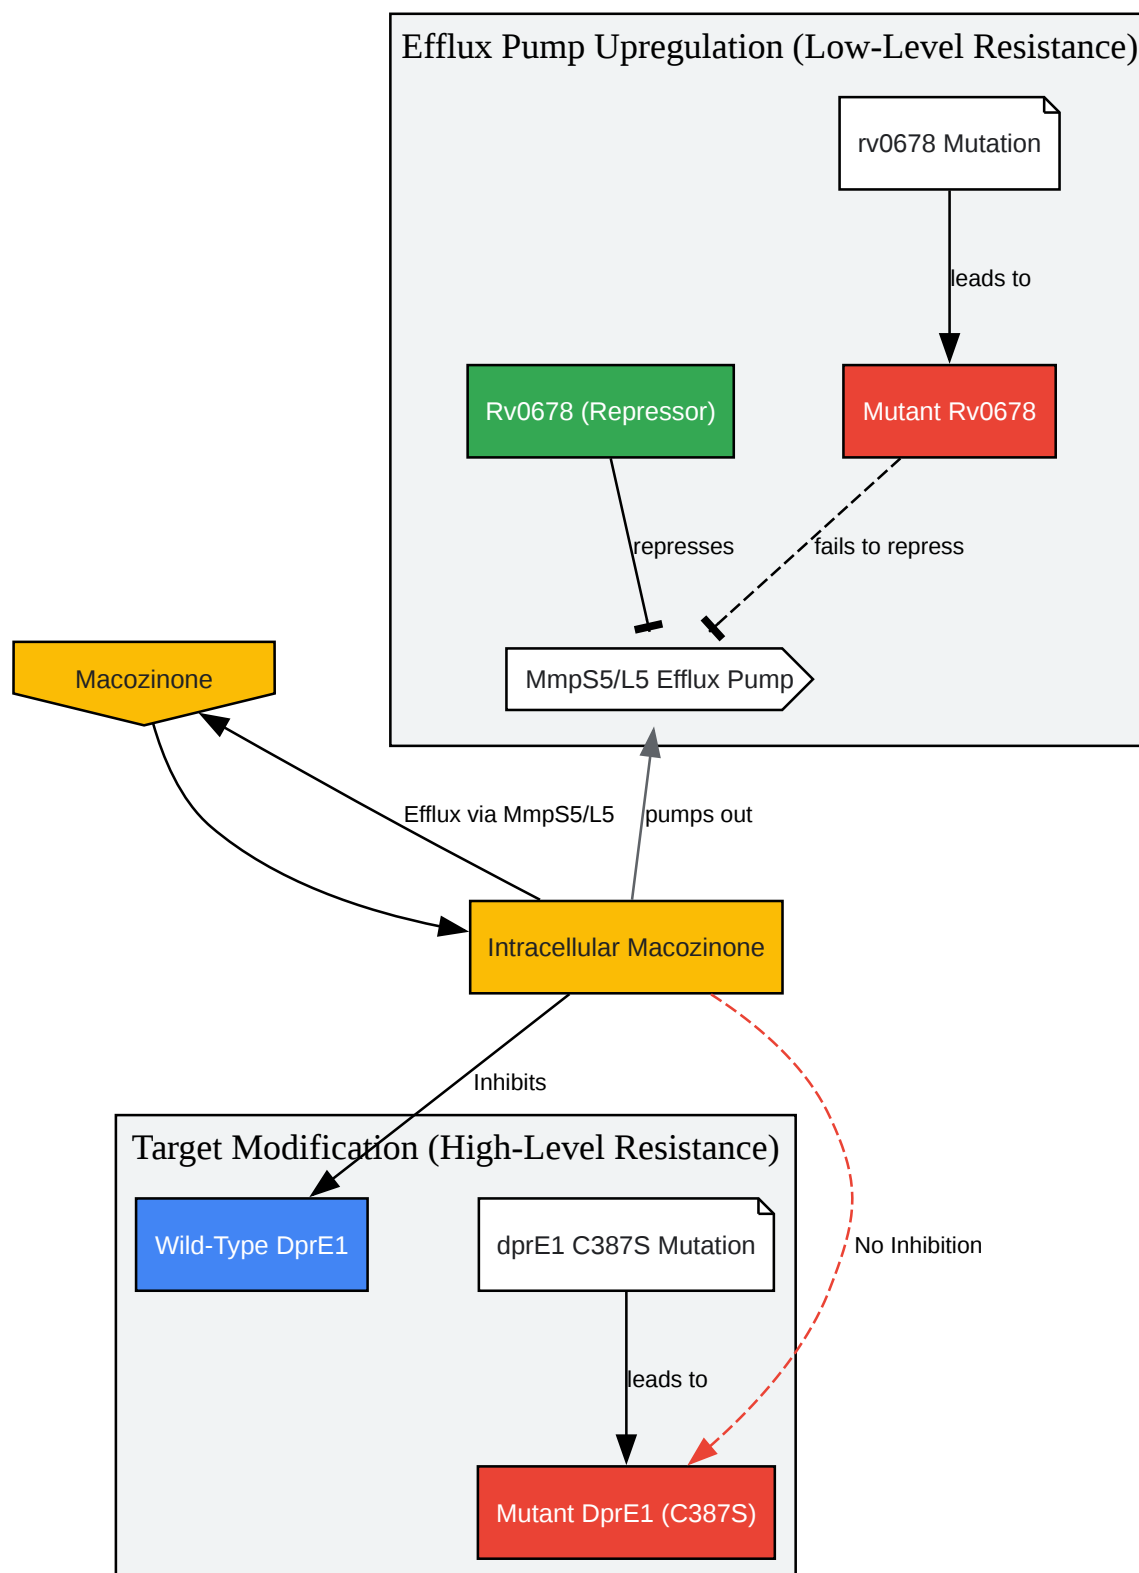 Efflux Pump Upregulation (Low-Level Resistance)
rv0678 Mutation
leads to
Rv0678 (Repressor)
Mutant Rv0678
represses
fails to repress
Macozinone
MmpS5/L5 Efflux Pump
Efflux via MmpS5/L5
pumps out
Intracellular Macozinone
Inhibits
Target Modification (High-Level Resistance)
Wild-Type DprE1
dprE1 C387S Mutation
No Inhibition
leads to
Mutant DprE1 (C387S)